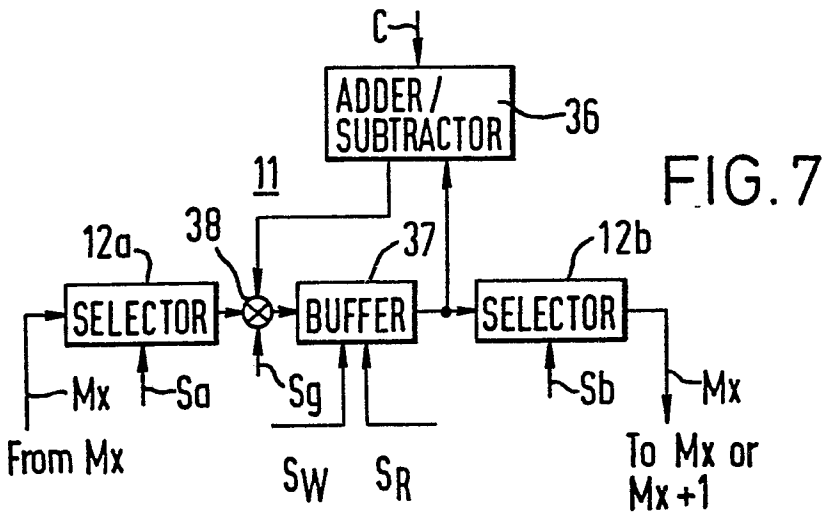 C
ADDER/
SUBTRACTOR
36
11
FIG. 7
38
37
12a
12b
SELECTOR
BUFFER
SELECTOR
Mx
Sa
Sg
Sb
Mx
From Mx
SW
SR
To Mx or
Mx+1